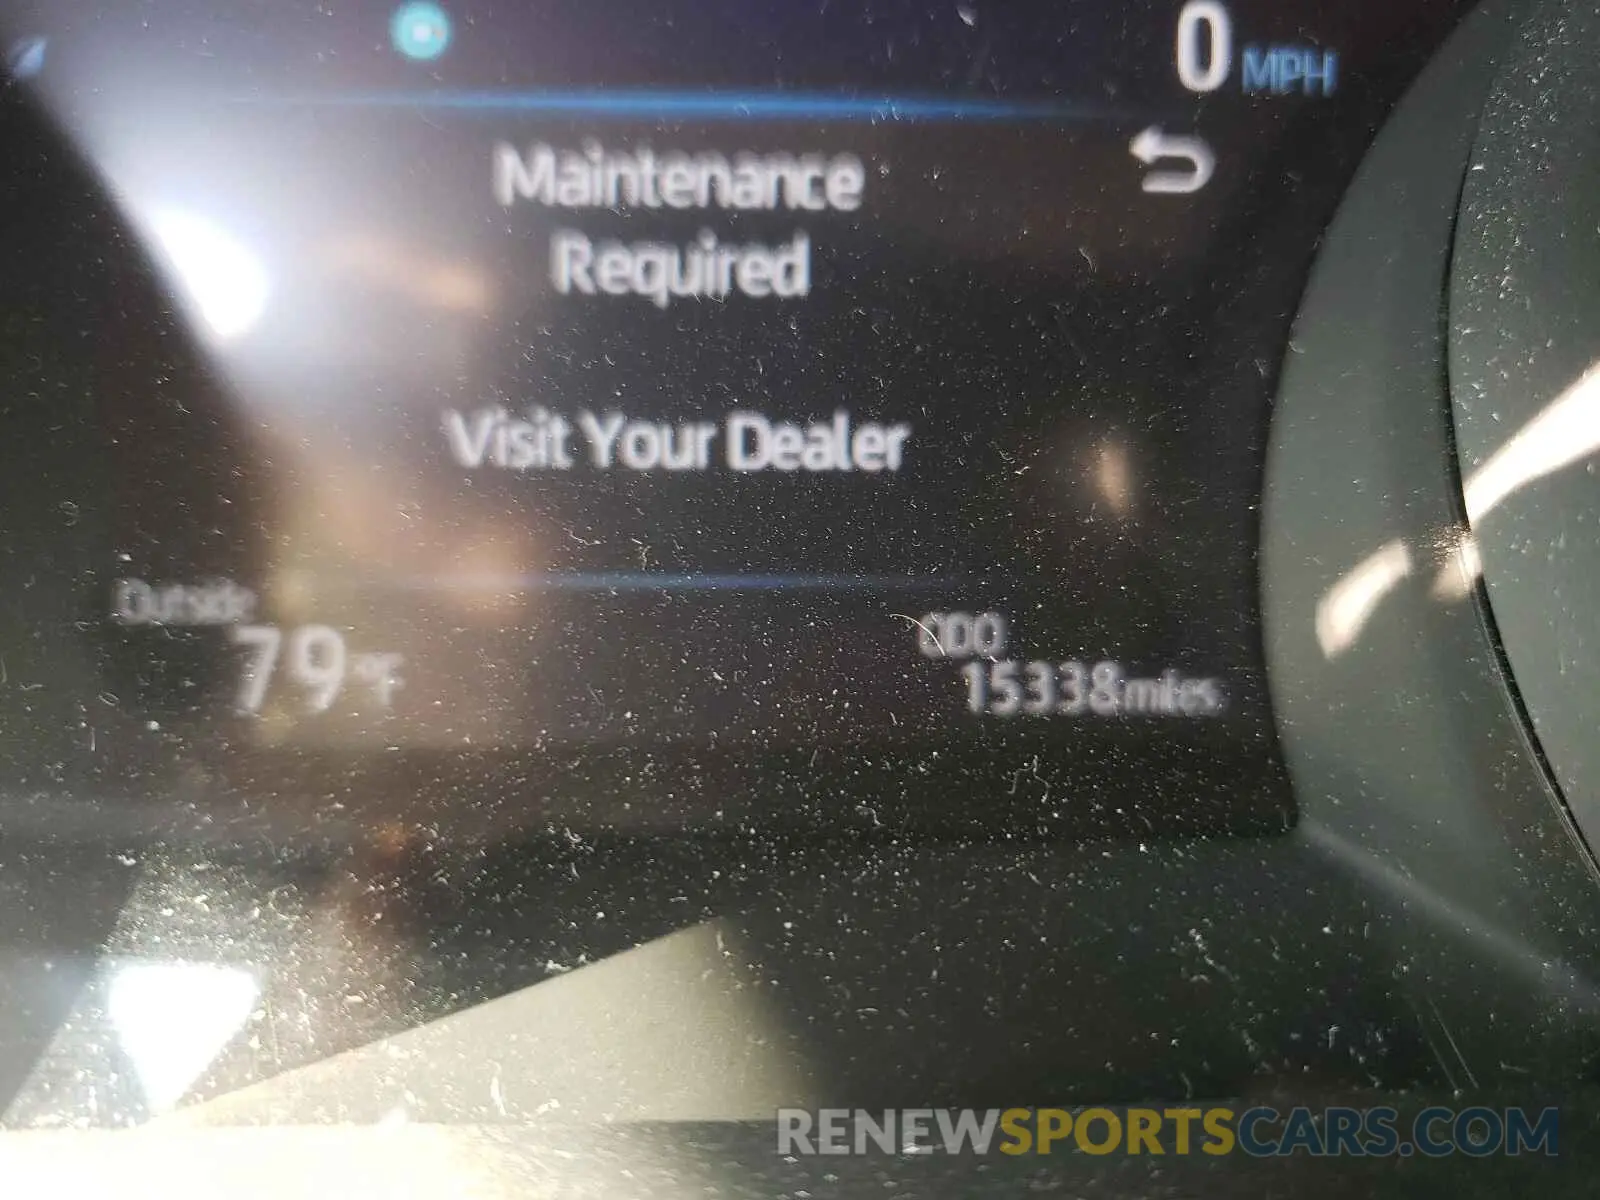 0 MPH
Maintenance
Required
Visit Your Dealer
Outside
79 °F
ODO
15338 miles
RENEWSPORTSCARS.COM